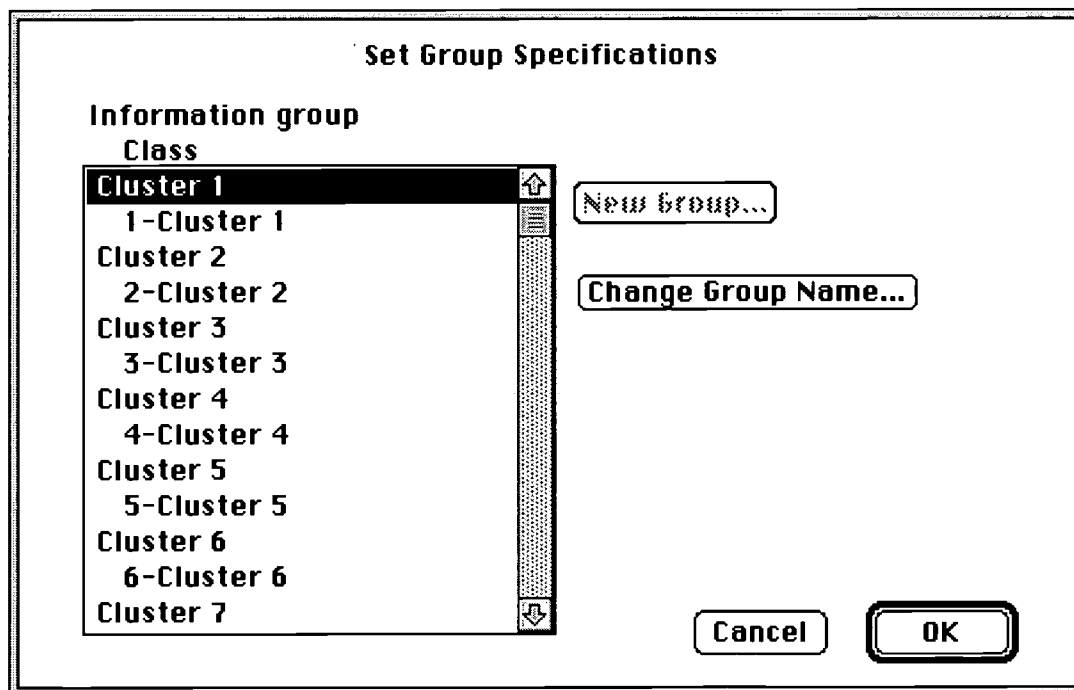 Set Group Specifications
Information group
Class
Cluster 1
1-Cluster 1
Cluster 2
2-Cluster 2
Cluster 3
3-Cluster 3
Cluster 4
4-Cluster 4
Cluster 5
5-Cluster 5
Cluster 6
6-Cluster 6
Cluster 7
New Group...
Change Group Name...
Cancel
OK